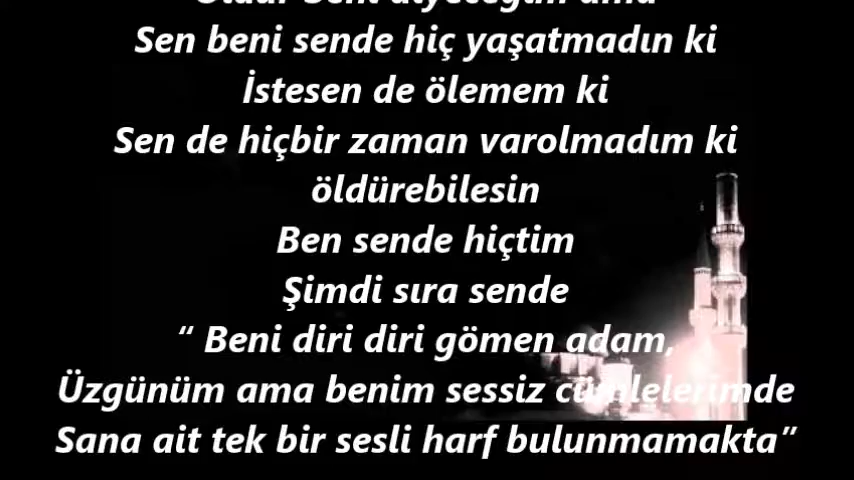 Sen beni sende hiç yaşatmadın ki
İstesen de ölemem ki
Sen de hiçbir zaman varolmadım ki
öldürebilesin
Ben sende hiçtim
Şimdi sıra sende
“ Beni diri diri gömen adam,
Üzgünüm ama benim sessiz cümlelerimde
Sana ait tek bir sesli harf bulunmamakta”